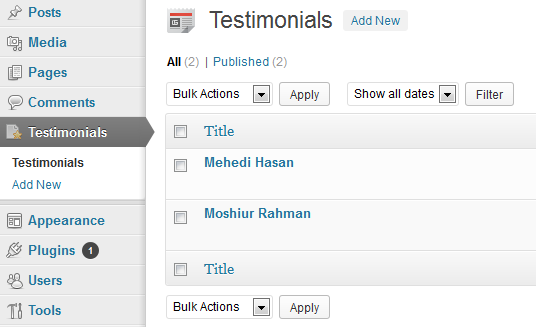 Posts
Media
Pages
Comments
Testimonials
Testimonials
Add New
Appearance
Plugins 1
Users
Tools
Testimonials Add New
All (2) | Published (2)
Bulk Actions Apply Show all dates Filter
Title
Mehedi Hasan
Moshiur Rahman
Title
Bulk Actions Apply